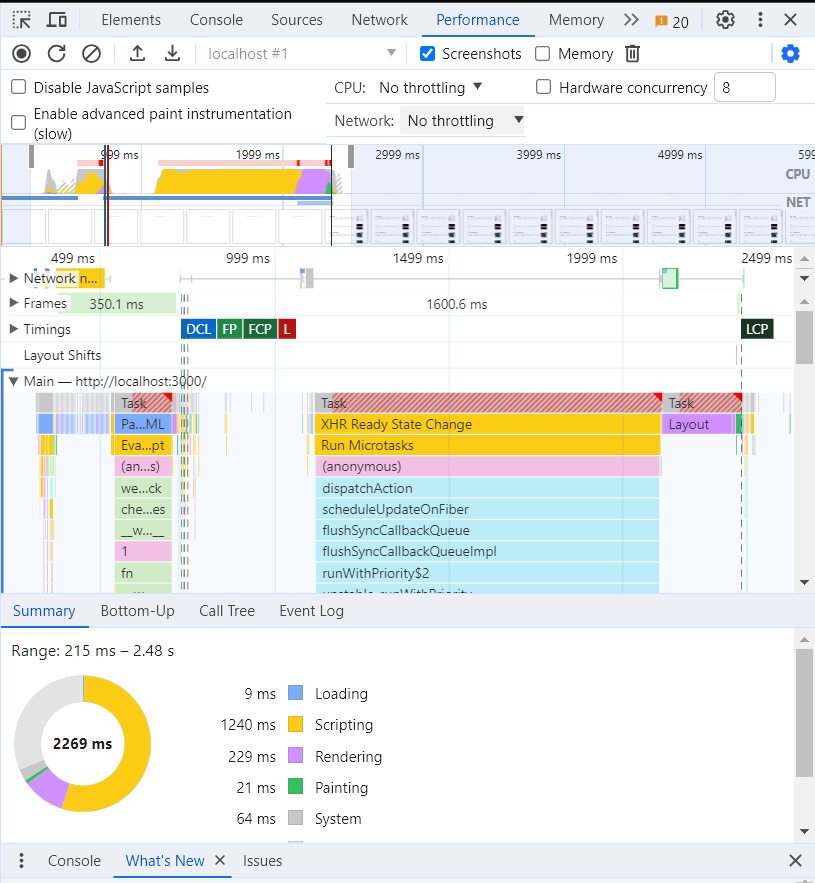 Elements Console Sources Network Performance Memory 20
localhost #1 Screenshots Memory
Disable JavaScript samples CPU: No throttling Hardware concurrency 8
Enable advanced paint instrumentation (slow) Network: No throttling
999 ms 1999 ms 2999 ms 3999 ms 4999 ms 599
CPU
NET
499 ms 999 ms 1499 ms 1999 ms 2499 ms
Network n...
Frames 350.1 ms 1600.6 ms
Timings DCL FP FCP L LCP
Layout Shifts
Main — http://localhost:3000/
Task Task Task
Pa...ML XHR Ready State Change Layout
Eva...pt Run Microtasks
(an...s) (anonymous)
we...ck dispatchAction
che...es scheduleUpdateOnFiber
__w...__ flushSyncCallbackQueue
1 flushSyncCallbackQueueImpl
fn runWithPriority$2
Summary Bottom-Up Call Tree Event Log
Range: 215 ms – 2.48 s
2269 ms
9 ms Loading
1240 ms Scripting
229 ms Rendering
21 ms Painting
64 ms System
Console What's New Issues